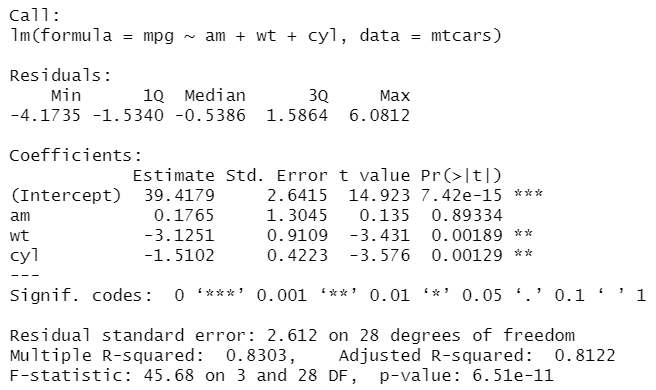 Call:
lm(formula = mpg ~ am + wt + cyl, data = mtcars)
Residuals:
    Min      1Q  Median      3Q     Max
-4.1735 -1.5340 -0.5386  1.5864  6.0812
Coefficients:
            Estimate Std. Error t value Pr(>|t|)
(Intercept)  39.4179     2.6415  14.923 7.42e-15 ***
am            0.1765     1.3045   0.135  0.89334
wt           -3.1251     0.9109  -3.431  0.00189 **
cyl          -1.5102     0.4223  -3.576  0.00129 **
---
Signif. codes:  0 ‘***’ 0.001 ‘**’ 0.01 ‘*’ 0.05 ‘.’ 0.1 ‘ ’ 1
Residual standard error: 2.612 on 28 degrees of freedom
Multiple R-squared:  0.8303,    Adjusted R-squared:  0.8122
F-statistic: 45.68 on 3 and 28 DF,  p-value: 6.51e-11